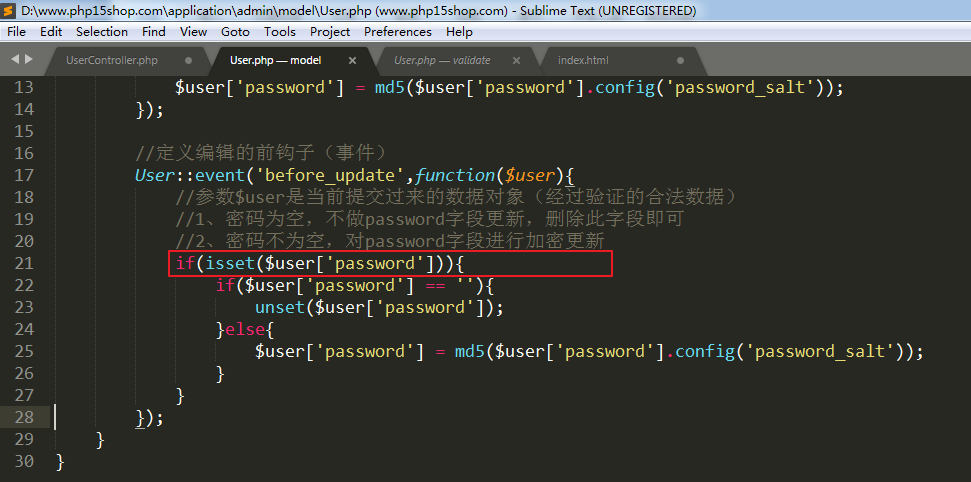 D:\www.php15shop.com\application\admin\model\User.php (www.php15shop.com) - Sublime Text (UNREGISTERED)
File Edit Selection Find View Goto Tools Project Preferences Help
UserController.php User.php — model User.php — validate index.html
13 $user['password'] = md5($user['password'].config('password_salt'));
14 });
15
16 //定义编辑的前钩子（事件）
17 User::event('before_update',function($user){
18 //参数$user是当前提交过来的数据对象（经过验证的合法数据）
19 //1、密码为空，不做password字段更新，删除此字段即可
20 //2、密码不为空，对password字段进行加密更新
21 if(isset($user['password'])){
22 if($user['password'] == ''){
23 unset($user['password']);
24 }else{
25 $user['password'] = md5($user['password'].config('password_salt'));
26 }
27 }
28 });
29 }
30 }